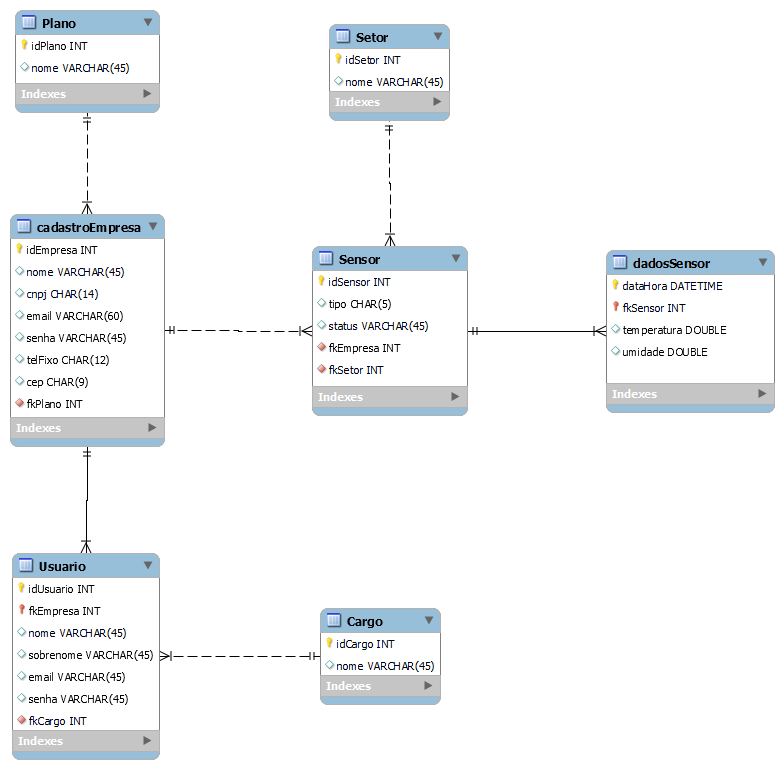 Plano
idPlano INT
nome VARCHAR(45)
Indexes
Setor
idSetor INT
nome VARCHAR(45)
Indexes
cadastroEmpresa
idEmpresa INT
nome VARCHAR(45)
cnpj CHAR(14)
email VARCHAR(60)
senha VARCHAR(45)
telFixo CHAR(12)
cep CHAR(9)
fkPlano INT
Indexes
Sensor
idSensor INT
tipo CHAR(5)
status VARCHAR(45)
fkEmpresa INT
fkSetor INT
Indexes
dadosSensor
dataHora DATETIME
fkSensor INT
temperatura DOUBLE
umidade DOUBLE
Indexes
Usuario
idUsuario INT
fkEmpresa INT
nome VARCHAR(45)
sobrenome VARCHAR(45)
email VARCHAR(45)
senha VARCHAR(45)
fkCargo INT
Indexes
Cargo
idCargo INT
nome VARCHAR(45)
Indexes